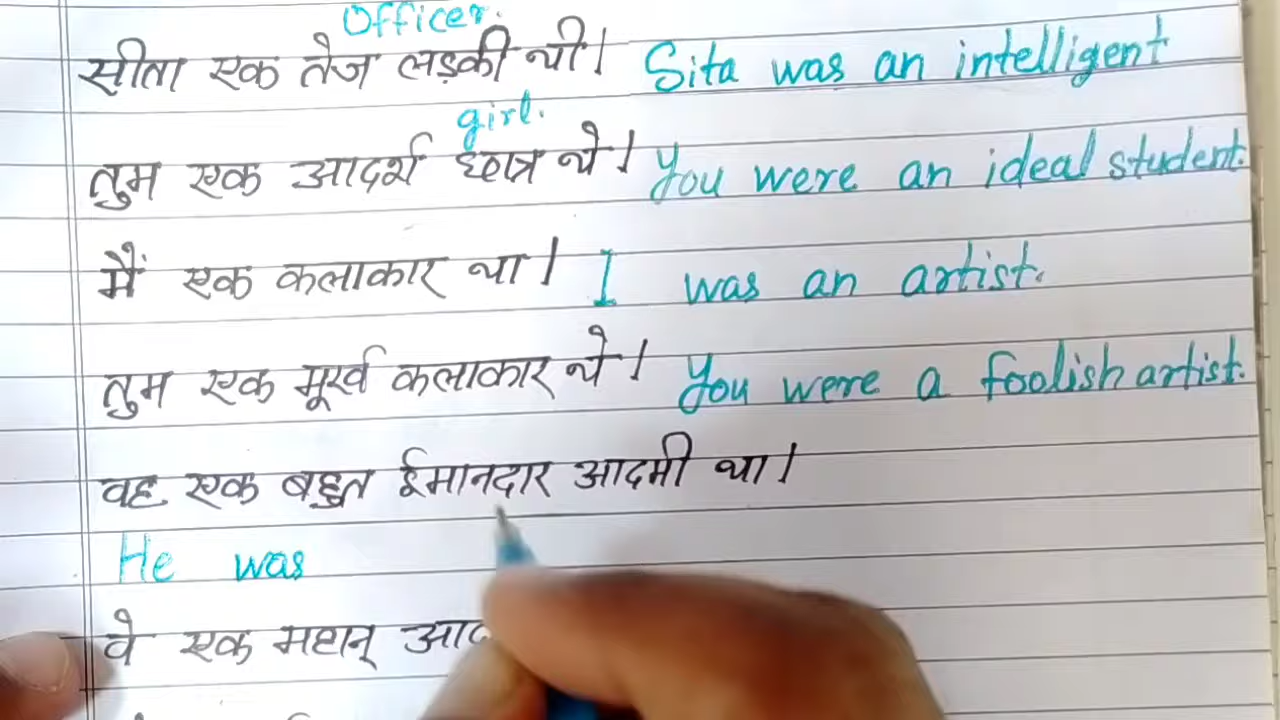 Officer.
सीता एक तेज लड़की थी। Sita was an intelligent
girl.
तुम एक आदर्श छात्र थे। You were an ideal student.
मैं एक कलाकार था। I was an artist.
तुम एक मूर्ख कलाकार थे। You were a foolish artist.
वह एक बहुत ईमानदार आदमी था।
He was
वे एक महान्